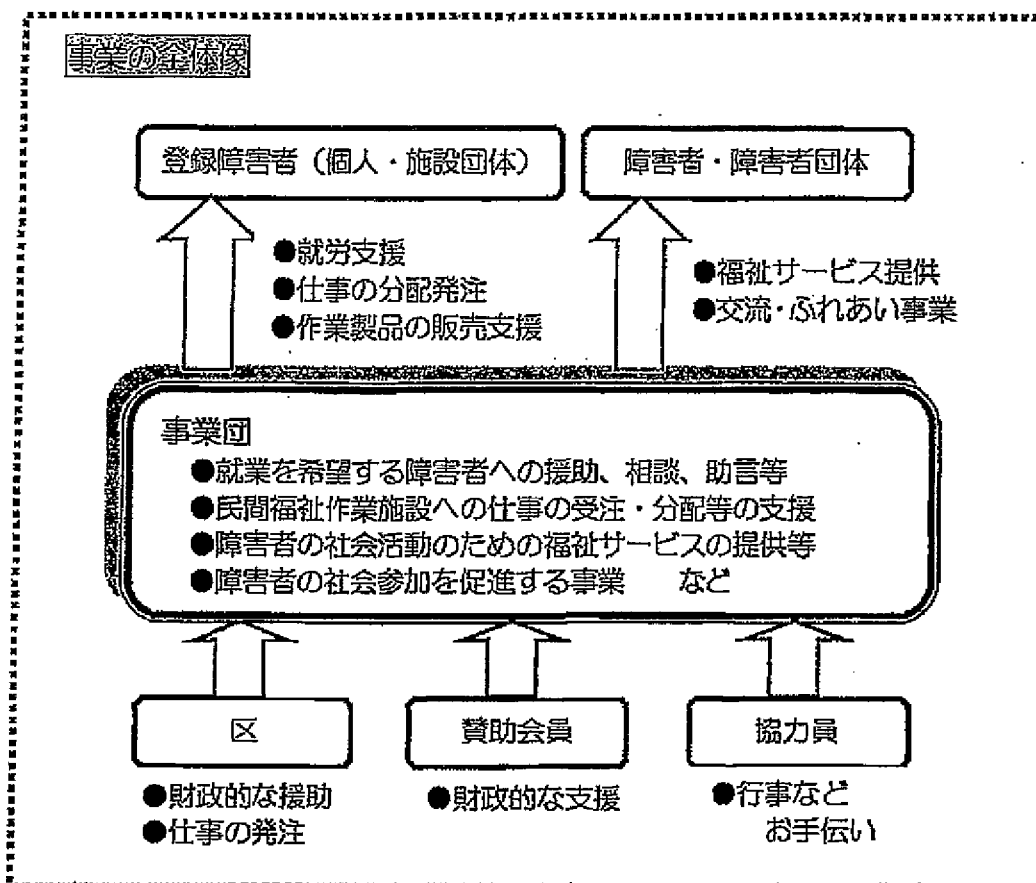 事業の全体像
登録障害者（個人・施設団体）
障害者・障害者団体
●就労支援
●仕事の分配発注
●作業製品の販売支援
●福祉サービス提供
●交流・ふれあい事業
事業団
●就業を希望する障害者への援助、相談、助言等
●民間福祉作業施設への仕事の受注・分配等の支援
●障害者の社会活動のための福祉サービスの提供等
●障害者の社会参加を促進する事業　など
区
賛助会員
協力員
●財政的な援助
●仕事の発注
●財政的な支援
●行事など
お手伝い